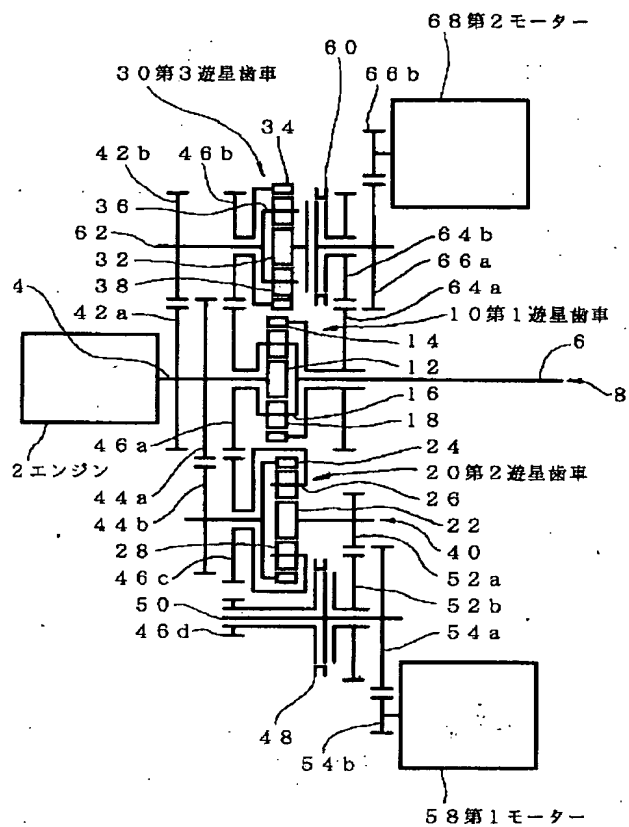 68第2モーター
60
30第3遊星歯車
66b
34
42b
46b
36
62
32
38
64b
66a
4
42a
64a
10第1遊星歯車
14
12
6
16
8
18
46a
24
2エンジン
44a
20第2遊星歯車
26
44b
22
28
40
46c
52a
50
52b
46d
54a
48
54b
58第1モーター